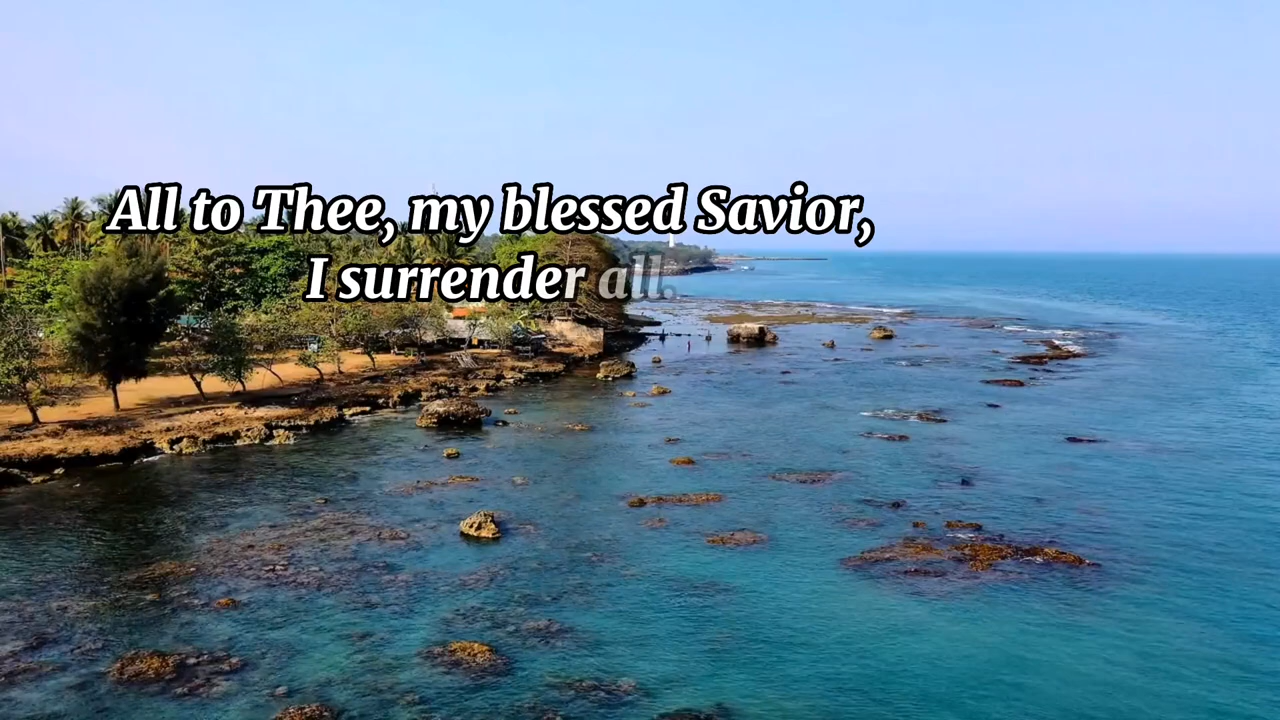 All to Thee, my blessed Savior,
I surrender all.